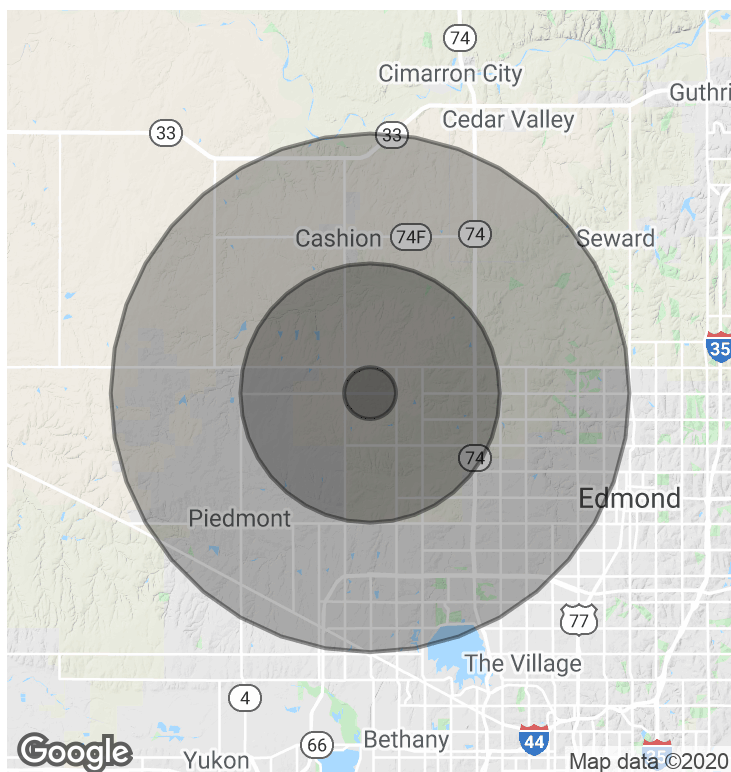 74
Cimarron City
Guthri
Cedar Valley
33
33
Cashion
74F
74
Seward
35
74
Edmond
Piedmont
77
The Village
4
66
Bethany
44
Yukon
Google
Map data ©2020